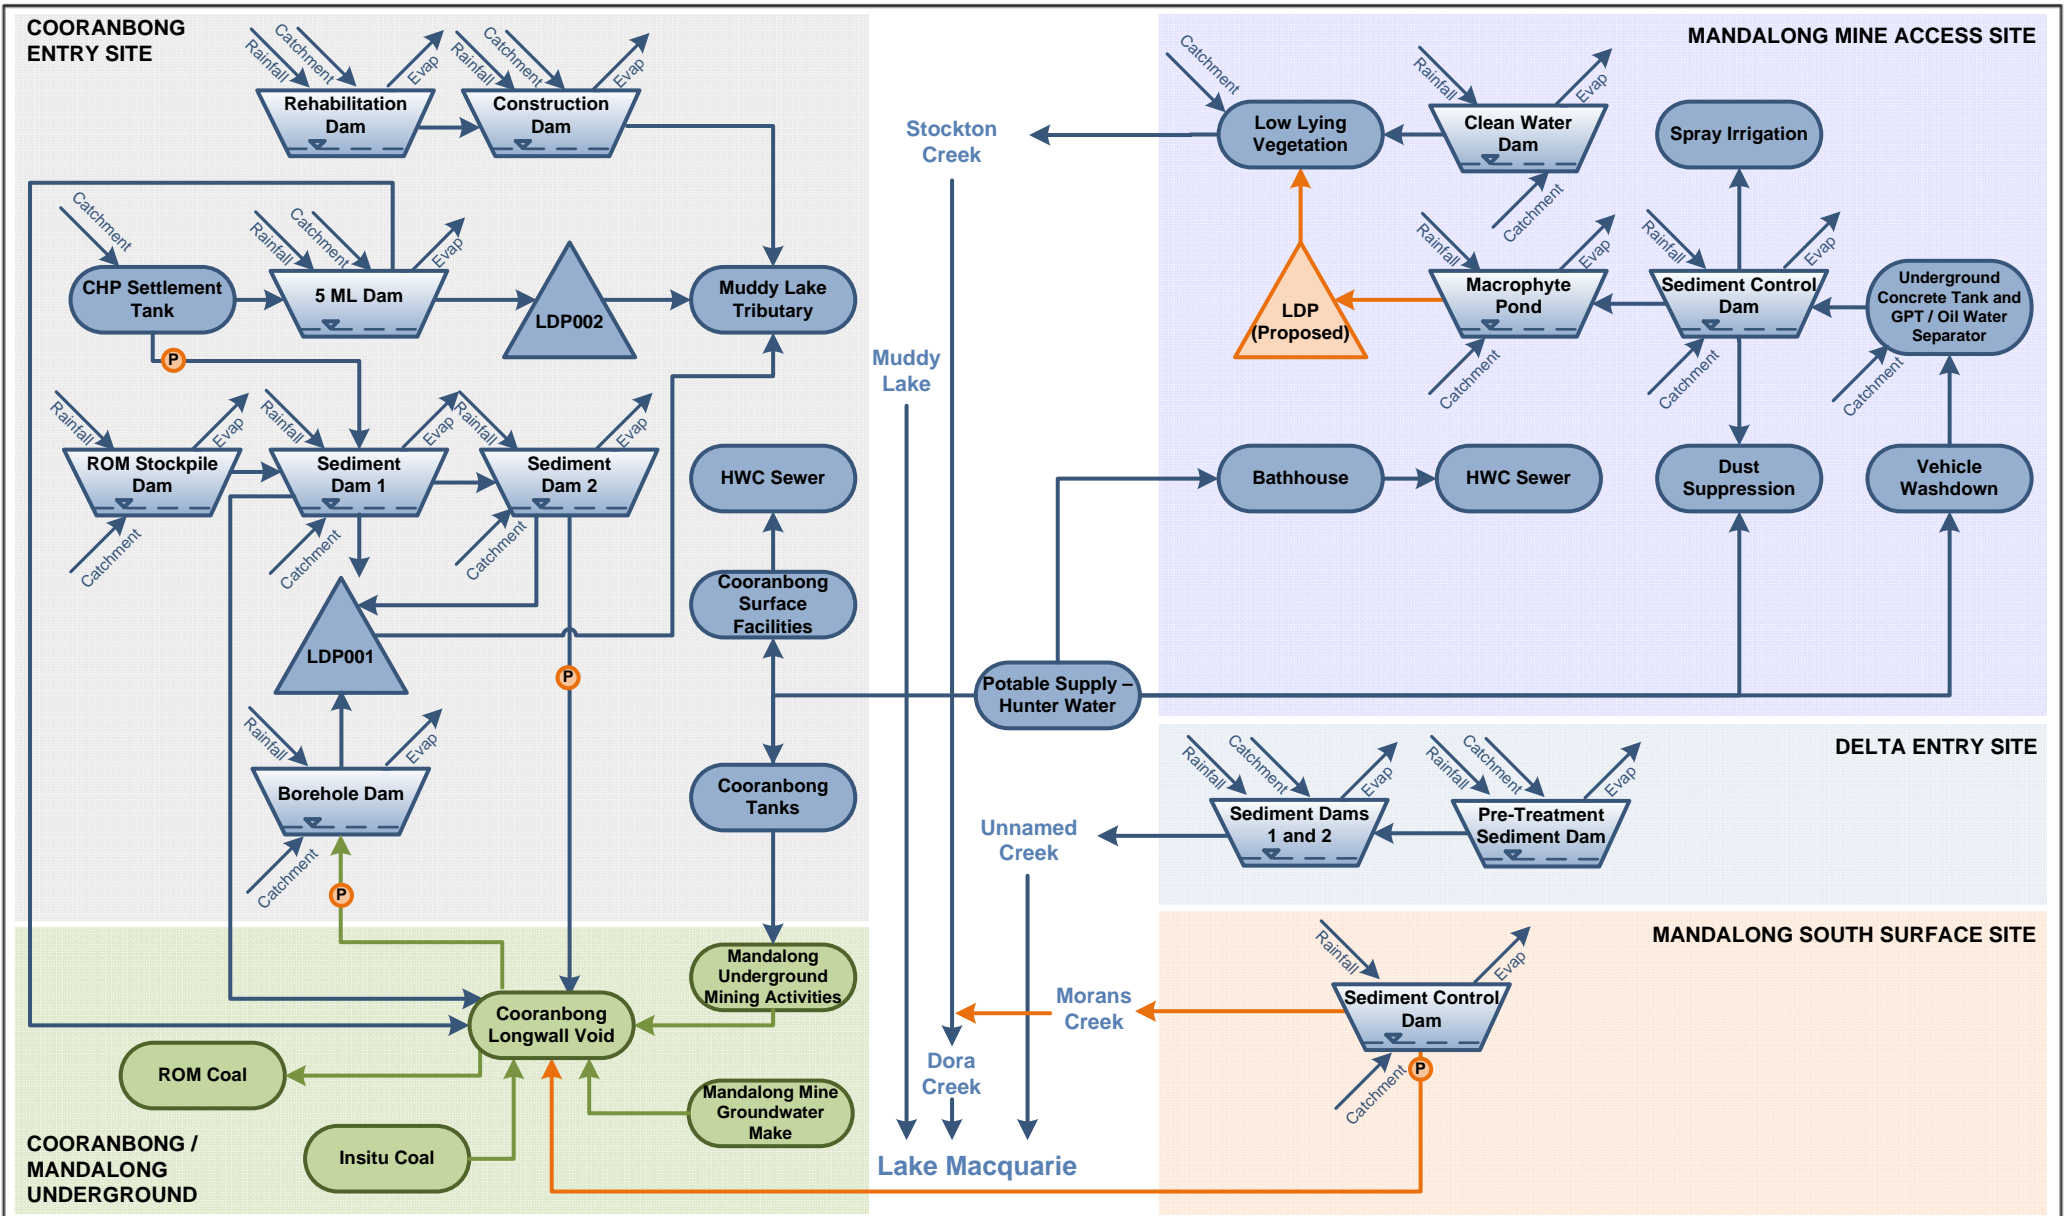 COORANBONG
ENTRY SITE
Rainfall
Catchment
Evap
Rehabilitation
Dam
Rainfall
Catchment
Evap
Construction
Dam
Catchment
CHP Settlement
Tank
Rainfall
Catchment
Evap
5 ML Dam
LDP002
Muddy Lake
Tributary
P
Rainfall
Evap
ROM Stockpile
Dam
Catchment
Rainfall
Evap
Sediment
Dam 1
Catchment
Rainfall
Evap
Sediment
Dam 2
Catchment
HWC Sewer
Cooranbong
Surface
Facilities
LDP001
P
Rainfall
Evap
Borehole Dam
Catchment
P
Cooranbong
Tanks
Mandalong
Underground
Mining Activities
Cooranbong
Longwall Void
ROM Coal
Mandalong Mine
Groundwater
Make
Insitu Coal
COORANBONG /
MANDALONG
UNDERGROUND
Stockton
Creek
Muddy
Lake
Potable Supply –
Hunter Water
Unnamed
Creek
Morans
Creek
Dora
Creek
Lake Macquarie
MANDALONG MINE ACCESS SITE
Catchment
Low Lying
Vegetation
Rainfall
Evap
Clean Water
Dam
Catchment
Spray Irrigation
LDP
(Proposed)
Rainfall
Evap
Macrophyte
Pond
Catchment
Rainfall
Evap
Sediment Control
Dam
Catchment
Underground
Concrete Tank and
GPT / Oil Water
Separator
Catchment
Bathhouse
HWC Sewer
Dust
Suppression
Vehicle
Washdown
DELTA ENTRY SITE
Rainfall
Catchment
Evap
Sediment Dams
1 and 2
Rainfall
Catchment
Evap
Pre-Treatment
Sediment Dam
MANDALONG SOUTH SURFACE SITE
Rainfall
Evap
Sediment Control
Dam
Catchment
P